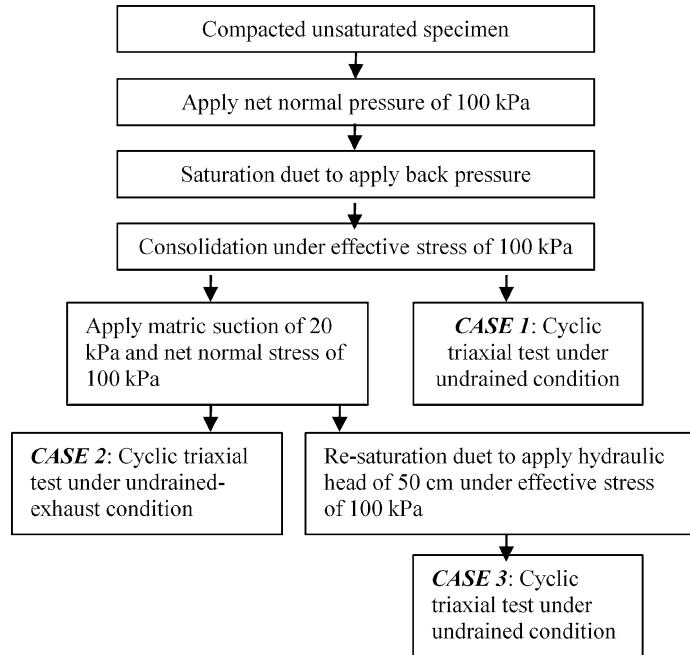 Compacted unsaturated specimen
Apply net normal pressure of 100 kPa
Saturation duet to apply back pressure
Consolidation under effective stress of 100 kPa
Apply matric suction of 20
kPa and net normal stress of
100 kPa
CASE 1: Cyclic
triaxial test under
undrained condition
CASE 2: Cyclic triaxial
test under undrained-
exhaust condition
Re-saturation duet to apply hydraulic
head of 50 cm under effective stress
of 100 kPa
CASE 3: Cyclic
triaxial test under
undrained condition